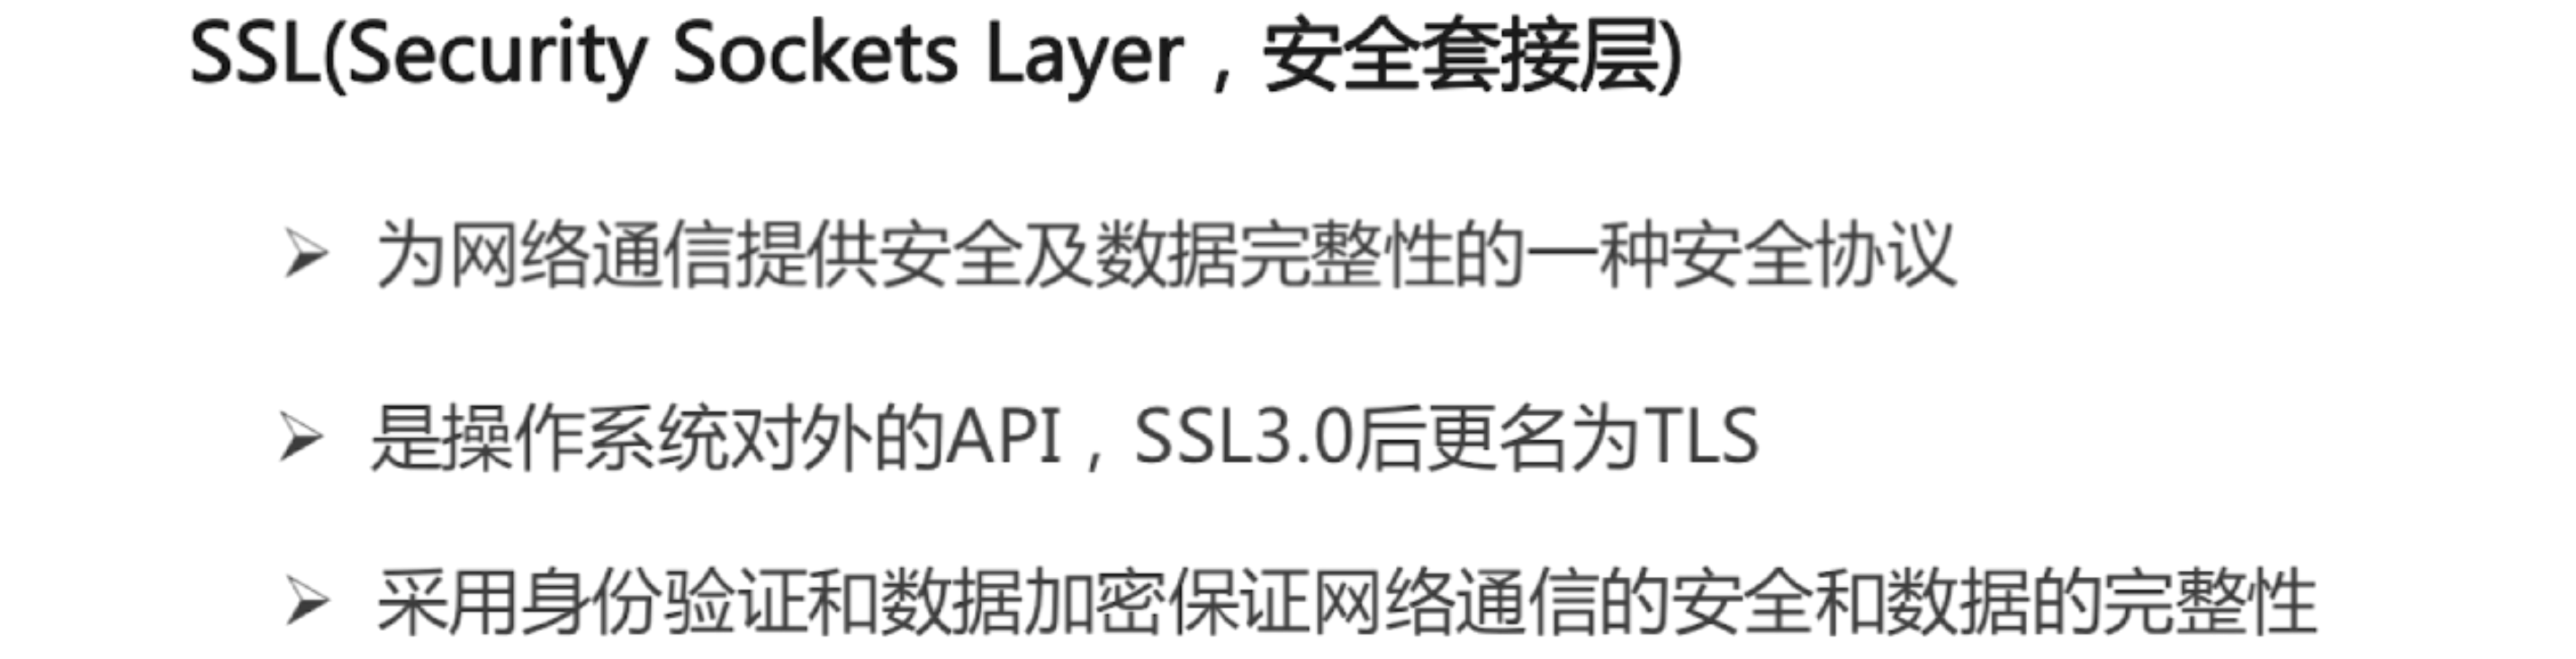 SSL(Security Sockets Layer，安全套接层)
➢ 为网络通信提供安全及数据完整性的一种安全协议
➢ 是操作系统对外的API，SSL3.0后更名为TLS
➢ 采用身份验证和数据加密保证网络通信的安全和数据的完整性